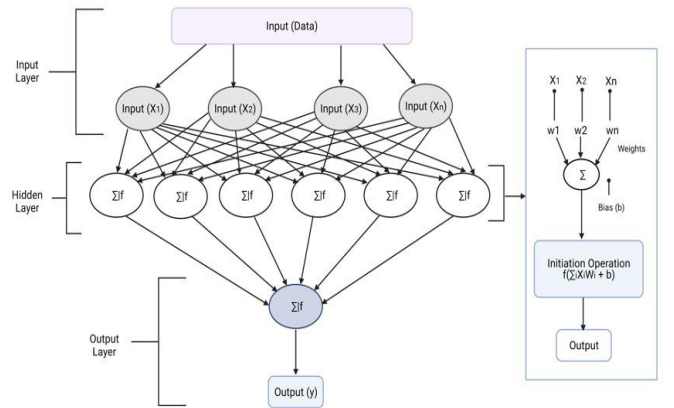 Input (Data)
Input
Layer
Input (X1)
Input (X2)
Input (X3)
Input (Xn)
Hidden
Layer
∑|f
∑|f
∑|f
∑|f
∑|f
∑|f
Output
Layer
∑|f
Output (y)
X1
X2
Xn
w1
w2
wn
Weights
∑
Bias (b)
Initiation Operation
f(∑iXiWi + b)
Output